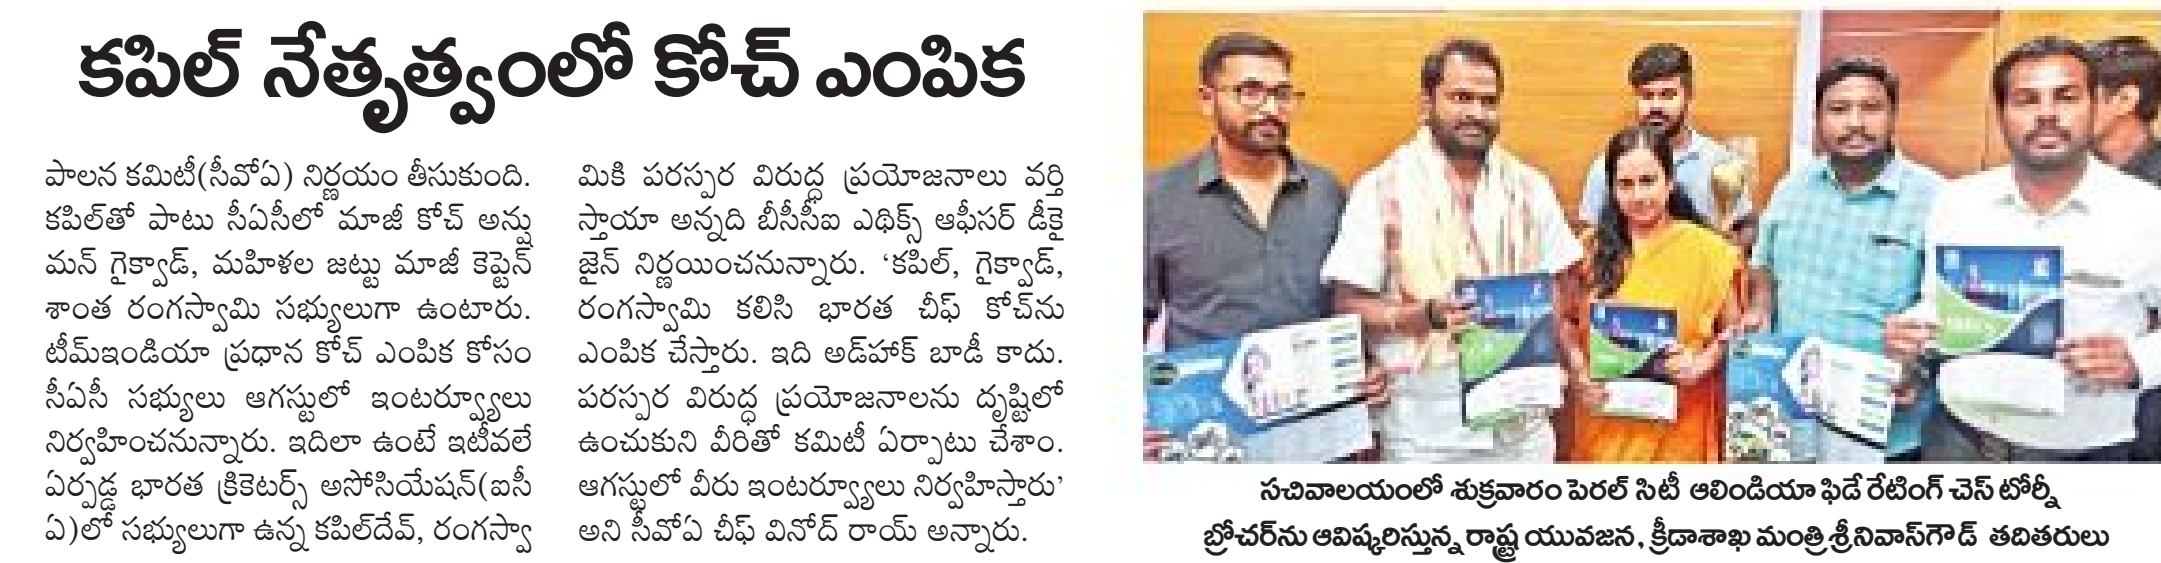 కపిల్ నేతృత్వంలో కోచ్ ఎంపిక
పాలన కమిటీ(సీవోఏ) నిర్ణయం తీసుకుంది.
కపిల్‌తో పాటు సీఏసీలో మాజీ కోచ్ అన్షు
మన్ గైక్వాడ్, మహిళల జట్టు మాజీ కెప్టెన్
శాంత రంగస్వామి సభ్యులుగా ఉంటారు.
టీమ్‌ఇండియా ప్రధాన కోచ్ ఎంపిక కోసం
సీఏసీ సభ్యులు ఆగస్టులో ఇంటర్వ్యూలు
నిర్వహించనున్నారు. ఇదిలా ఉంటే ఇటీవలే
ఏర్పడ్డ భారత క్రికెటర్స్ అసోసియేషన్(ఐసీ
ఏ)లో సభ్యులుగా ఉన్న కపిల్‌దేవ్, రంగస్వా
మికి పరస్పర విరుద్ధ ప్రయోజనాలు వర్తి
స్తాయా అన్నది బీసీసీఐ ఎథిక్స్ ఆఫీసర్ డీకై
జైన్ నిర్ణయించనున్నారు. ‘కపిల్, గైక్వాడ్,
రంగస్వామి కలిసి భారత చీఫ్ కోచ్‌ను
ఎంపిక చేస్తారు. ఇది అడ్‌హాక్ బాడీ కాదు.
పరస్పర విరుద్ధ ప్రయోజనాలను దృష్టిలో
ఉంచుకుని వీరితో కమిటీ ఏర్పాటు చేశాం.
ఆగస్టులో వీరు ఇంటర్వ్యూలు నిర్వహిస్తారు’
అని సీవోఏ చీఫ్ వినోద్ రాయ్ అన్నారు.
సచివాలయంలో శుక్రవారం పెరల్ సిటీ ఆలిండియా ఫిడే రేటింగ్ చెస్ టోర్నీ
బ్రోచర్‌ను ఆవిష్కరిస్తున్న రాష్ట్ర యువజన, క్రీడాశాఖ మంత్రి శ్రీనివాస్‌గౌడ్ తదితరులు